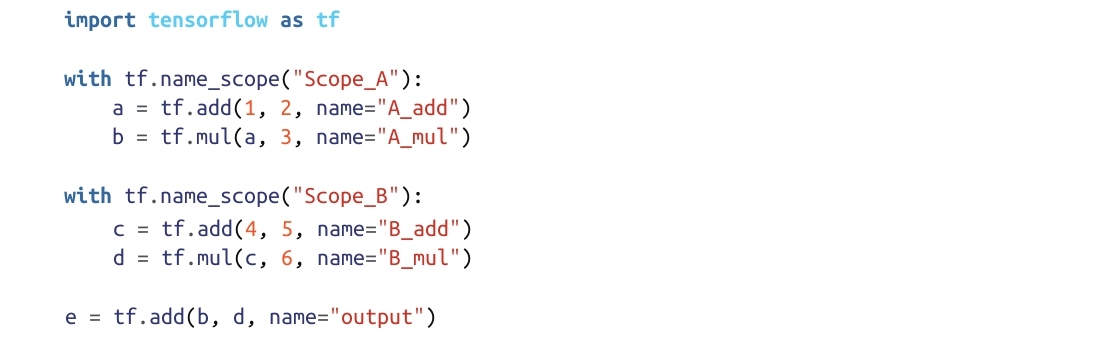 import tensorflow as tf
with tf.name_scope("Scope_A"):
    a = tf.add(1, 2, name="A_add")
    b = tf.mul(a, 3, name="A_mul")
with tf.name_scope("Scope_B"):
    c = tf.add(4, 5, name="B_add")
    d = tf.mul(c, 6, name="B_mul")
e = tf.add(b, d, name="output")